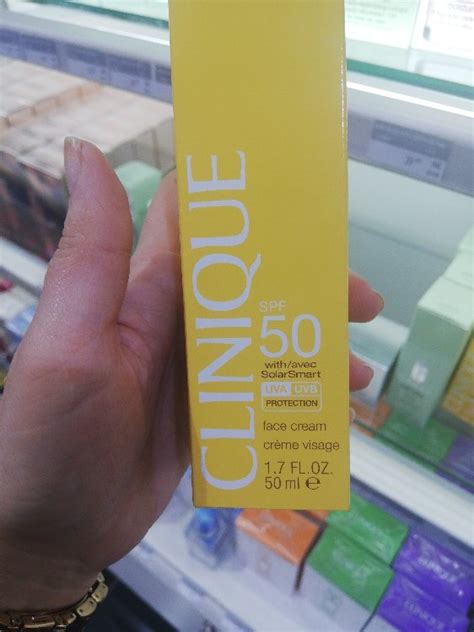 CLINIQUE
SPF
50
with/avec
SolarSmart
UVA UVB
PROTECTION
face cream
crème visage
1.7 FL.OZ.
50 ml ℮